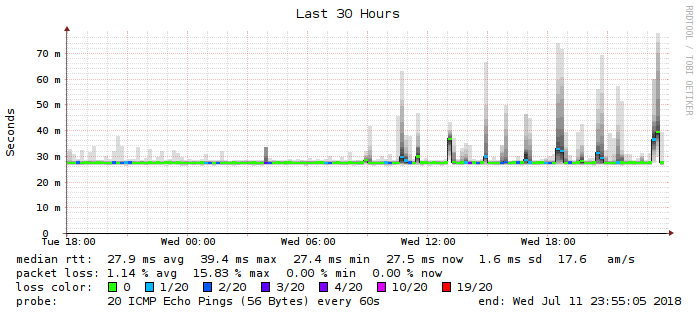 Last 30 Hours
RRDTOOL / TOBI OETIKER
Seconds
70 m
60 m
50 m
40 m
30 m
20 m
10 m
0
Tue 18:00 Wed 00:00 Wed 06:00 Wed 12:00 Wed 18:00
median rtt: 27.9 ms avg 39.4 ms max 27.4 ms min 27.5 ms now 1.6 ms sd 17.6 am/s
packet loss: 1.14 % avg 15.83 % max 0.00 % min 0.00 % now
loss color: 0 1/20 2/20 3/20 4/20 10/20 19/20
probe: 20 ICMP Echo Pings (56 Bytes) every 60s end: Wed Jul 11 23:55:05 2018